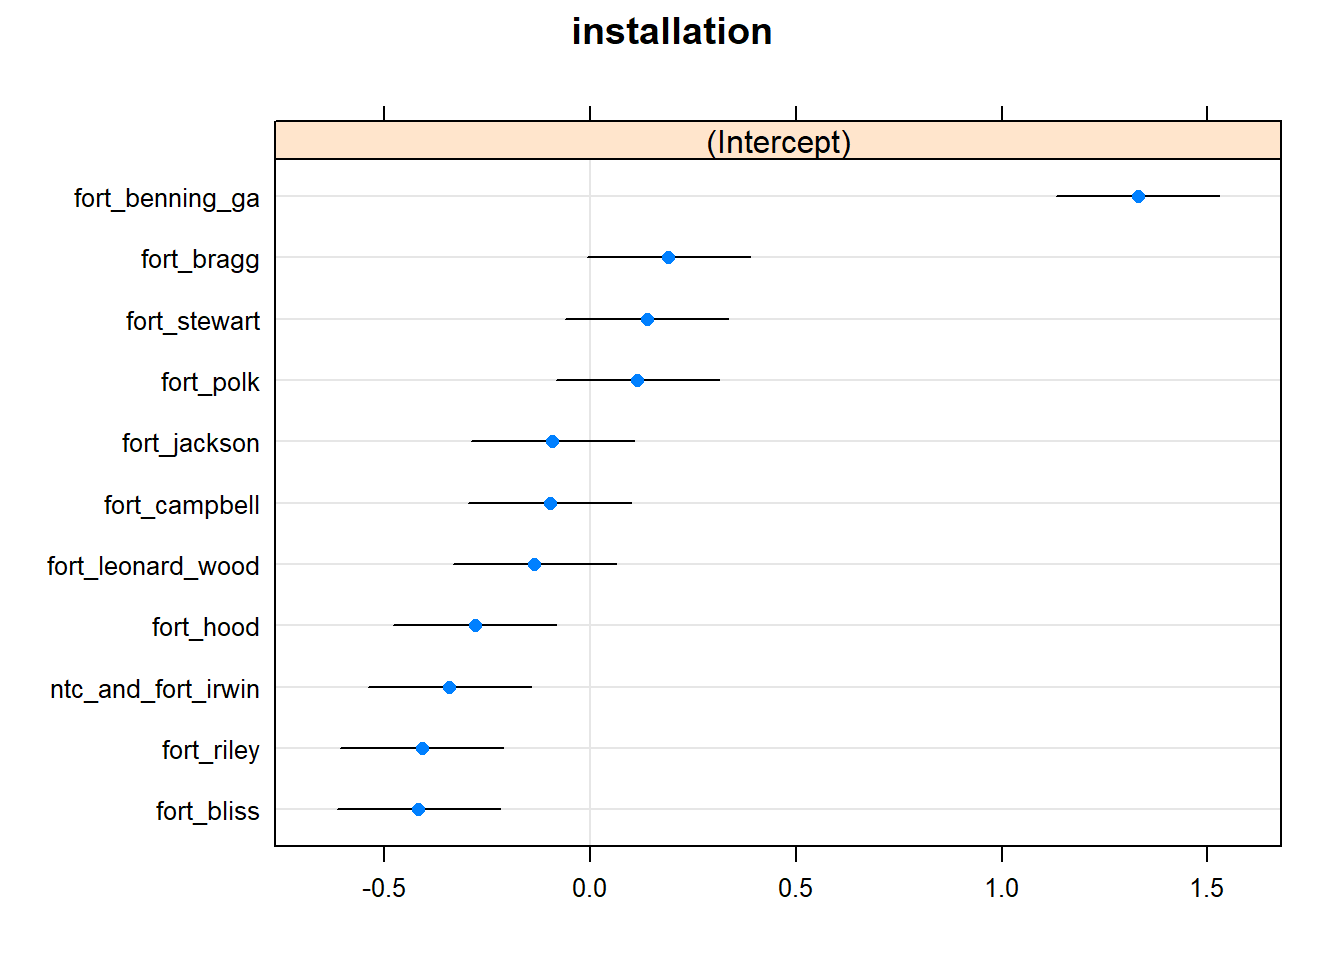 installation
(Intercept)
fort_benning_ga
fort_bragg
fort_stewart
fort_polk
fort_jackson
fort_campbell
fort_leonard_wood
fort_hood
ntc_and_fort_irwin
fort_riley
fort_bliss
-0.5 0.0 0.5 1.0 1.5